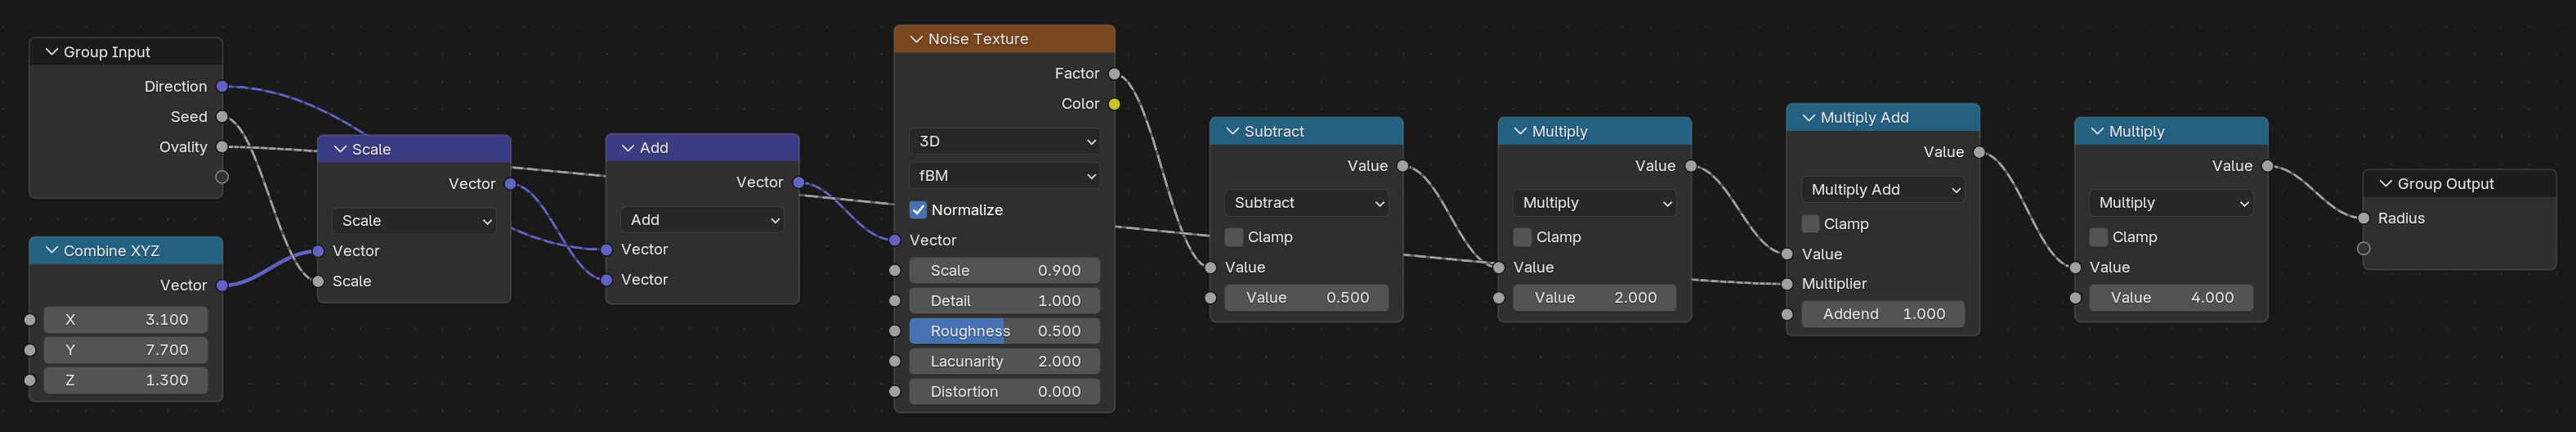 Group Input
Direction
Seed
Ovality
Combine XYZ
Vector
X 3.100
Y 7.700
Z 1.300
Scale
Vector
Scale
Vector
Scale
Add
Vector
Add
Vector
Vector
Noise Texture
Factor
Color
3D
fBM
Normalize
Vector
Scale 0.900
Detail 1.000
Roughness 0.500
Lacunarity 2.000
Distortion 0.000
Subtract
Value
Subtract
Clamp
Value
Value 0.500
Multiply
Value
Multiply
Clamp
Value
Value 2.000
Multiply Add
Value
Multiply Add
Clamp
Value
Multiplier
Addend 1.000
Multiply
Value
Multiply
Clamp
Value
Value 4.000
Group Output
Radius